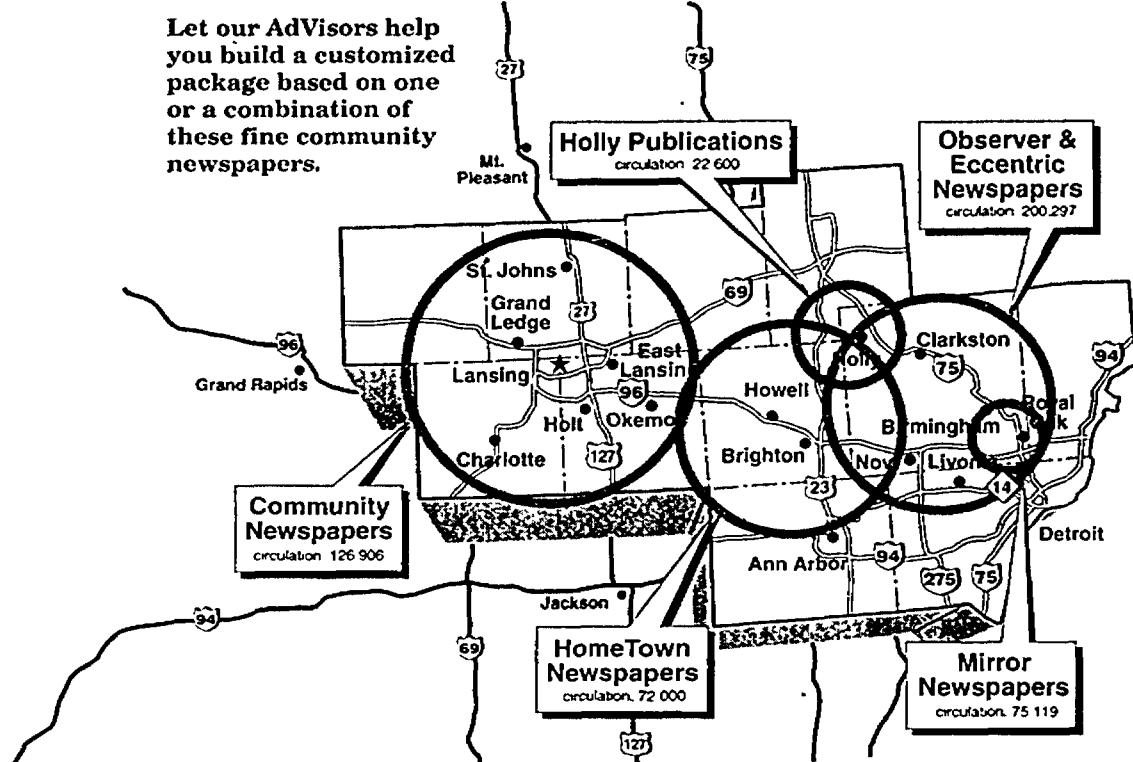 Let our AdVisors help
you build a customized
package based on one
or a combination of
these fine community
newspapers.
27
75
Mt.
Pleasant
Holly Publications
circulation 22 600
Observer &
Eccentric
Newspapers
circulation 200,297
St. Johns
Grand
Ledge
27
69
96
Grand Rapids
Lansing
East
Lansin
96
Holt
Okemo
Charlotte
127
Holly
Clarkston
75
94
Howell
Brighton
Birmingham
Royal
Oak
Novi
Livonia
23
14
Detroit
Ann Arbor
94
275
75
Community
Newspapers
circulation 126 906
Jackson
94
69
HomeTown
Newspapers
circulation. 72 000
127
Mirror
Newspapers
circulation. 75 119